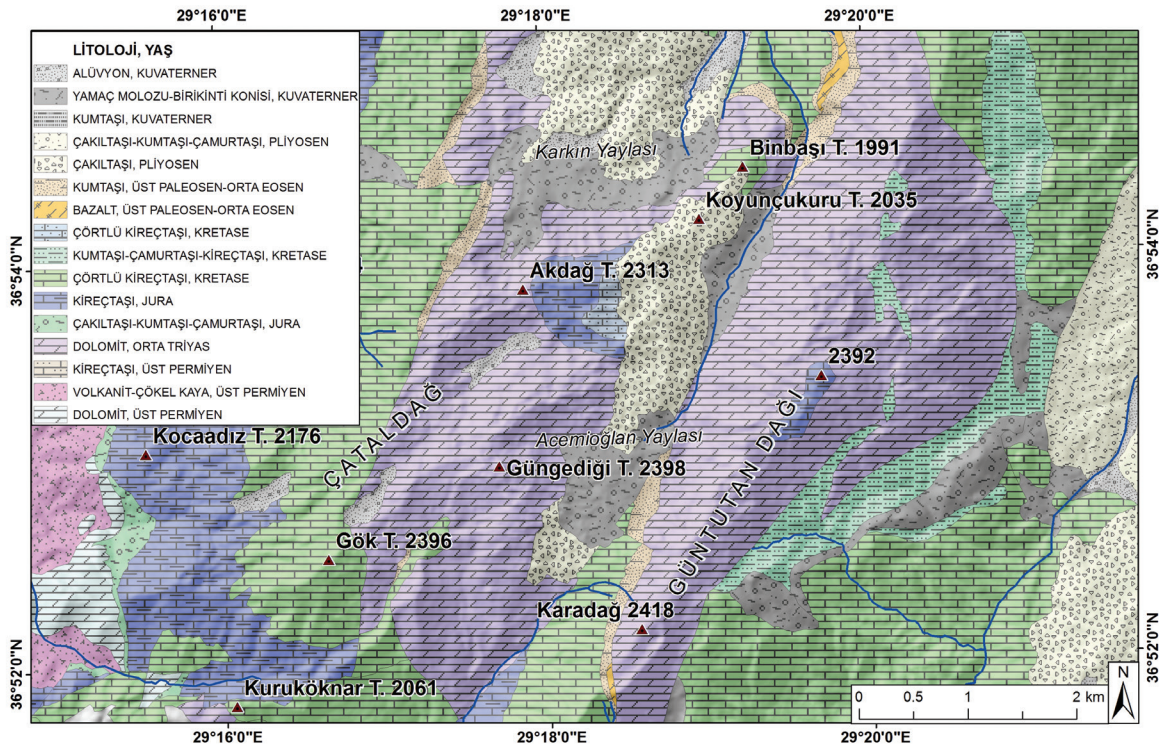 29°16'0"E
29°18'0"E
29°20'0"E
LİTOLOJİ, YAŞ
ALÜVYON, KUVATERNER
YAMAÇ MOLOZU-BİRİKİNTİ KONİSİ, KUVATERNER
KUMTAŞI, KUVATERNER
ÇAKILTAŞI-KUMTAŞI-ÇAMURTAŞI, PLİYOSEN
ÇAKILTAŞI, PLİYOSEN
KUMTAŞI, ÜST PALEOSEN-ORTA EOSEN
BAZALT, ÜST PALEOSEN-ORTA EOSEN
ÇÖRTLÜ KİREÇTAŞI, KRETASE
KUMTAŞI-ÇAMURTAŞI-KİREÇTAŞI, KRETASE
ÇÖRTLÜ KİREÇTAŞI, KRETASE
KİREÇTAŞI, JURA
ÇAKILTAŞI-KUMTAŞI-ÇAMURTAŞI, JURA
DOLOMİT, ORTA TRİYAS
KİREÇTAŞI, ÜST PERMİYEN
VOLKANİT-ÇÖKEL KAYA, ÜST PERMİYEN
DOLOMİT, ÜST PERMİYEN
Karkın Yaylası
Binbaşı T. 1991
Koyunçukuru T. 2035
36°54'0"N
36°54'0"N
Akdağ T. 2313
2392
ÇATALDAĞ
Kocaadız T. 2176
Acemioğlan Yaylası
Güngediği T. 2398
GÜNTUTAN DAĞI
Gök T. 2396
Karadağ 2418
36°52'0"N
36°52'0"N
Kuruköknar T. 2061
0 0.5 1 2 km
N
29°16'0"E
29°18'0"E
29°20'0"E